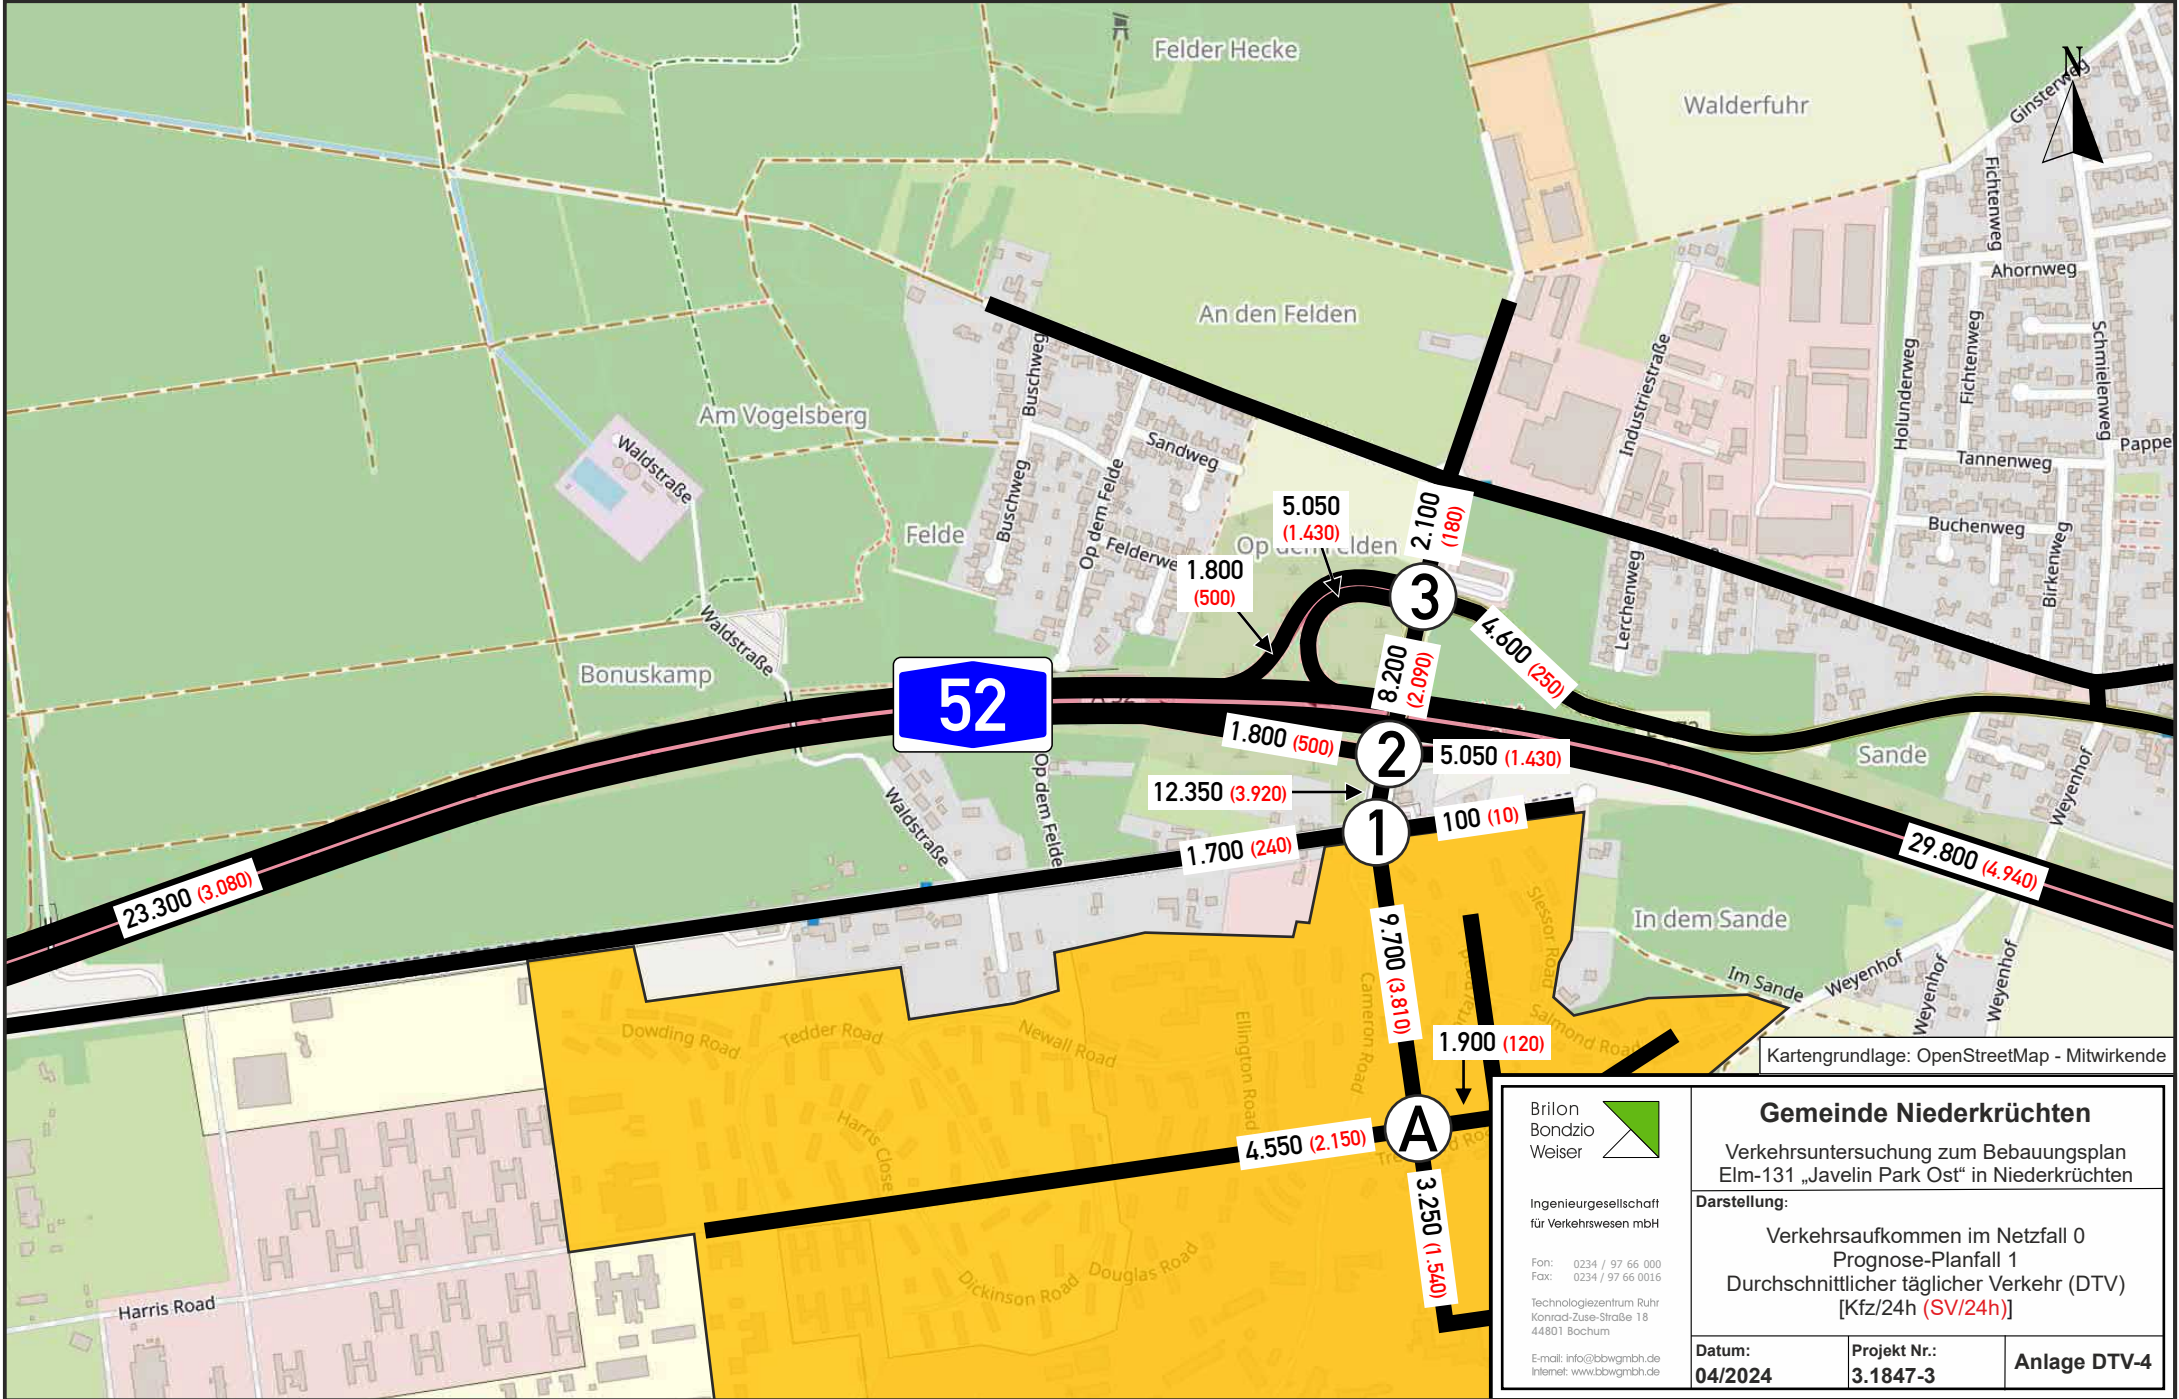 Felder Hecke
Walderfuhr
N
Ginsterweg
Fichtenweg
Ahornweg
An den Felden
Buschweg
Industriestraße
Holunderweg
Fichtenweg
Schmielenweg
Am Vogelsberg
Waldstraße
Sandweg
Tannenweg
Pappe
Buschweg
Op dem Felde
Felde
Felderwe
5.050
(1.430)
2.100
(180)
Buchenweg
Birkenweg
1.800
(500)
3
Lerchenweg
Waldstraße
Bonuskamp
52
8.200
(2.090)
4.600 (250)
1.800 (500)
2
5.050 (1.430)
Sande
Op dem Felde
12.350 (3.920)
Waldstraße
1
100 (10)
1.700 (240)
Weyenhof
29.800 (4.940)
23.300 (3.080)
Slessor Road
In dem Sande
9.700 (3.810)
Cameron Road
Im Sande
Weyenhof
Weyenhof
Weyenhof
Dowding Road
Tedder Road
Newall Road
Ellington Road
Salmond Road
1.900 (120)
Kartengrundlage: OpenStreetMap - Mitwirkende
Harris Close
4.550 (2.150)
A
3.250 (1.540)
Dickinson Road
Douglas Road
Harris Road
Brilon
Bondzio
Weiser
Ingenieurgesellschaft
für Verkehrswesen mbH
Fon: 0234 / 97 66 000
Fax: 0234 / 97 66 0016
Technologiezentrum Ruhr
Konrad-Zuse-Straße 18
44801 Bochum
E-mail: info@bbwgmbh.de
Internet: www.bbwgmbh.de
Gemeinde Niederkrüchten
Verkehrsuntersuchung zum Bebauungsplan
Elm-131 „Javelin Park Ost“ in Niederkrüchten
Darstellung:
Verkehrsaufkommen im Netzfall 0
Prognose-Planfall 1
Durchschnittlicher täglicher Verkehr (DTV)
[Kfz/24h (SV/24h)]
Datum:
04/2024
Projekt Nr.:
3.1847-3
Anlage DTV-4